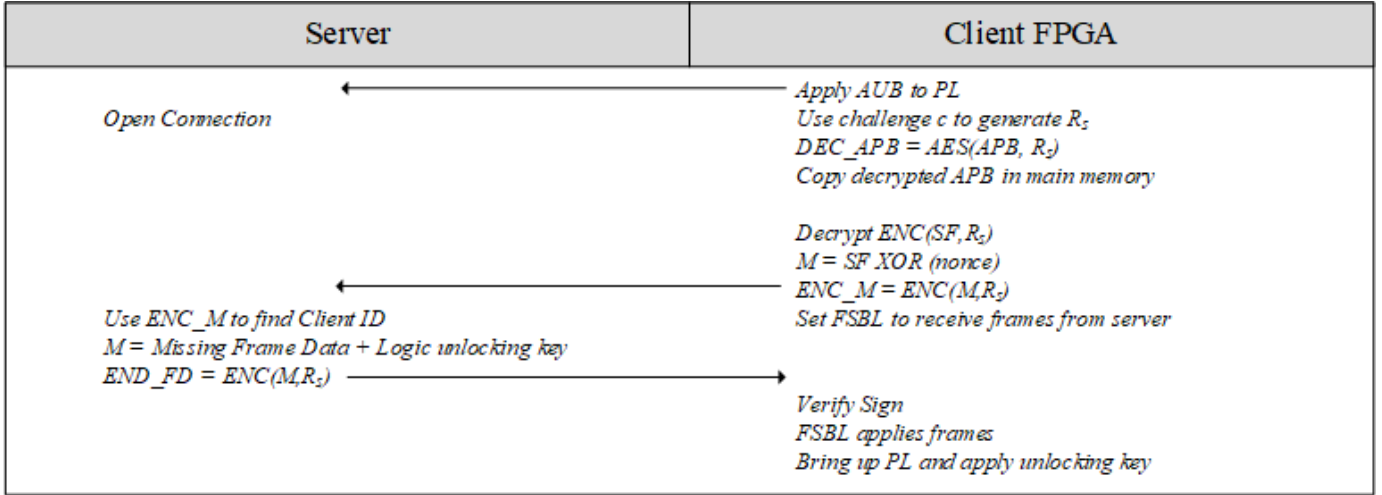 Server
Client FPGA
Apply AUB to PL
Open Connection
Use challenge c to generate Rs
DEC_APB = AES(APB, Rs)
Copy decrypted APB in main memory
Decrypt ENC(SF,Rs)
M = SF XOR (nonce)
ENC_M = ENC(M,Rs)
Use ENC_M to find Client ID
Set FSBL to receive frames from server
M = Missing Frame Data + Logic unlocking key
END_FD = ENC(M,Rs)
Verify Sign
FSBL applies frames
Bring up PL and apply unlocking key